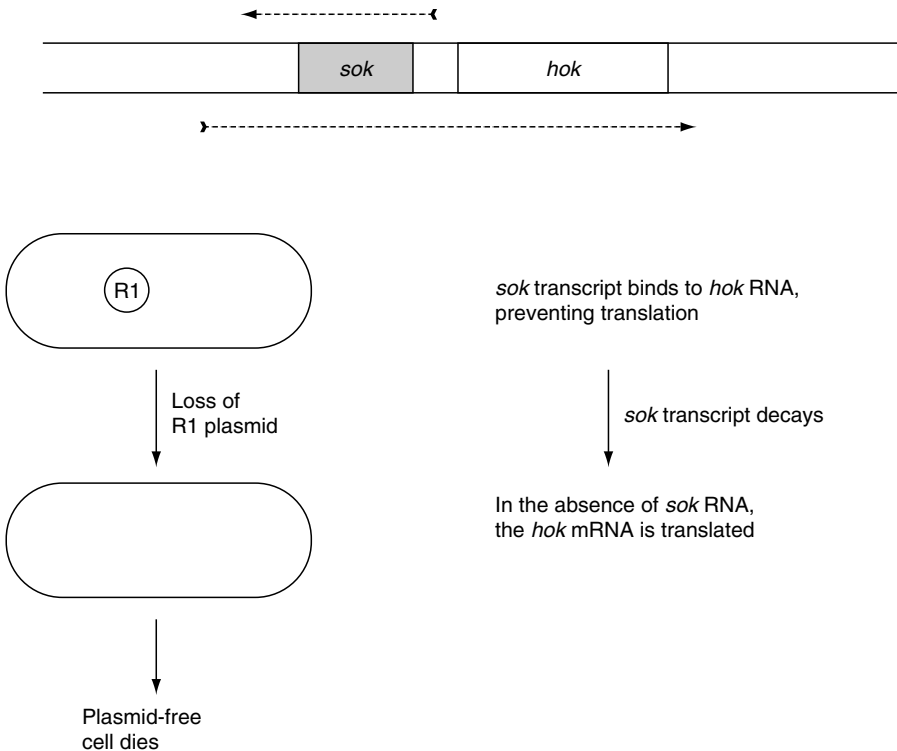 sok
hok
R1
sok transcript binds to hok RNA,
preventing translation
Loss of
R1 plasmid
sok transcript decays
In the absence of sok RNA,
the hok mRNA is translated
Plasmid-free
cell dies